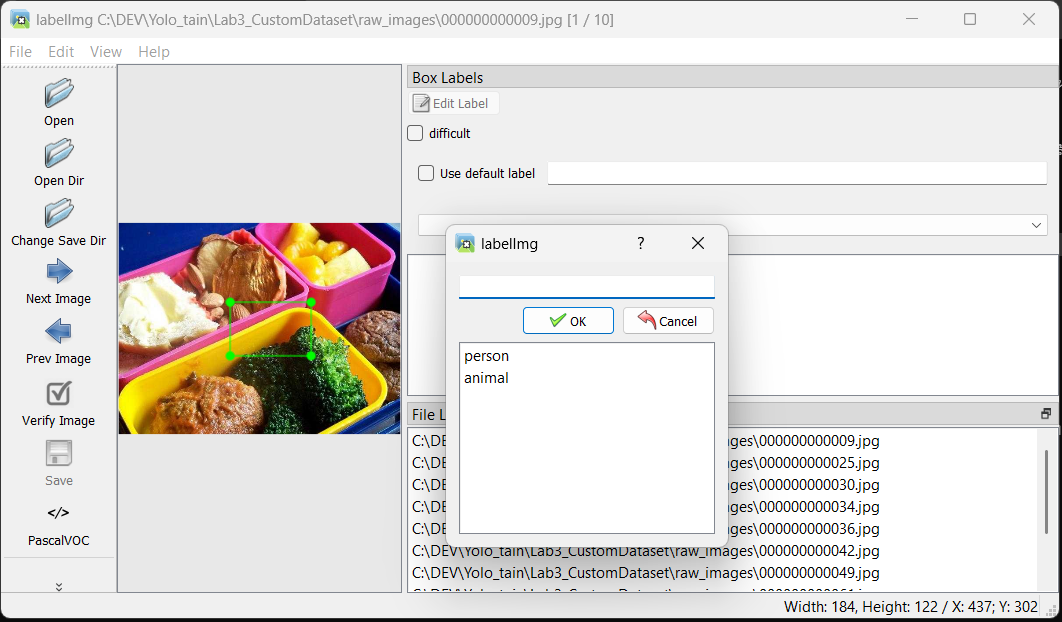 labelImg C:\DEV\Yolo_tain\Lab3_CustomDataset\raw_images\000000000009.jpg [1 / 10]
File Edit View Help
Open
Open Dir
Change Save Dir
Next Image
Prev Image
Verify Image
Save
</>
PascalVOC
Box Labels
Edit Label
difficult
Use default label
labelImg
?
OK
Cancel
person
animal
File L
C:\DE ages\000000000009.jpg
C:\DE ages\000000000025.jpg
C:\DE ages\000000000030.jpg
C:\DE ages\000000000034.jpg
C:\DE ages\000000000036.jpg
C:\DEV\Yolo_tain\Lab3_CustomDataset\raw_images\000000000042.jpg
C:\DEV\Yolo_tain\Lab3_CustomDataset\raw_images\000000000049.jpg
Width: 184, Height: 122 / X: 437; Y: 302